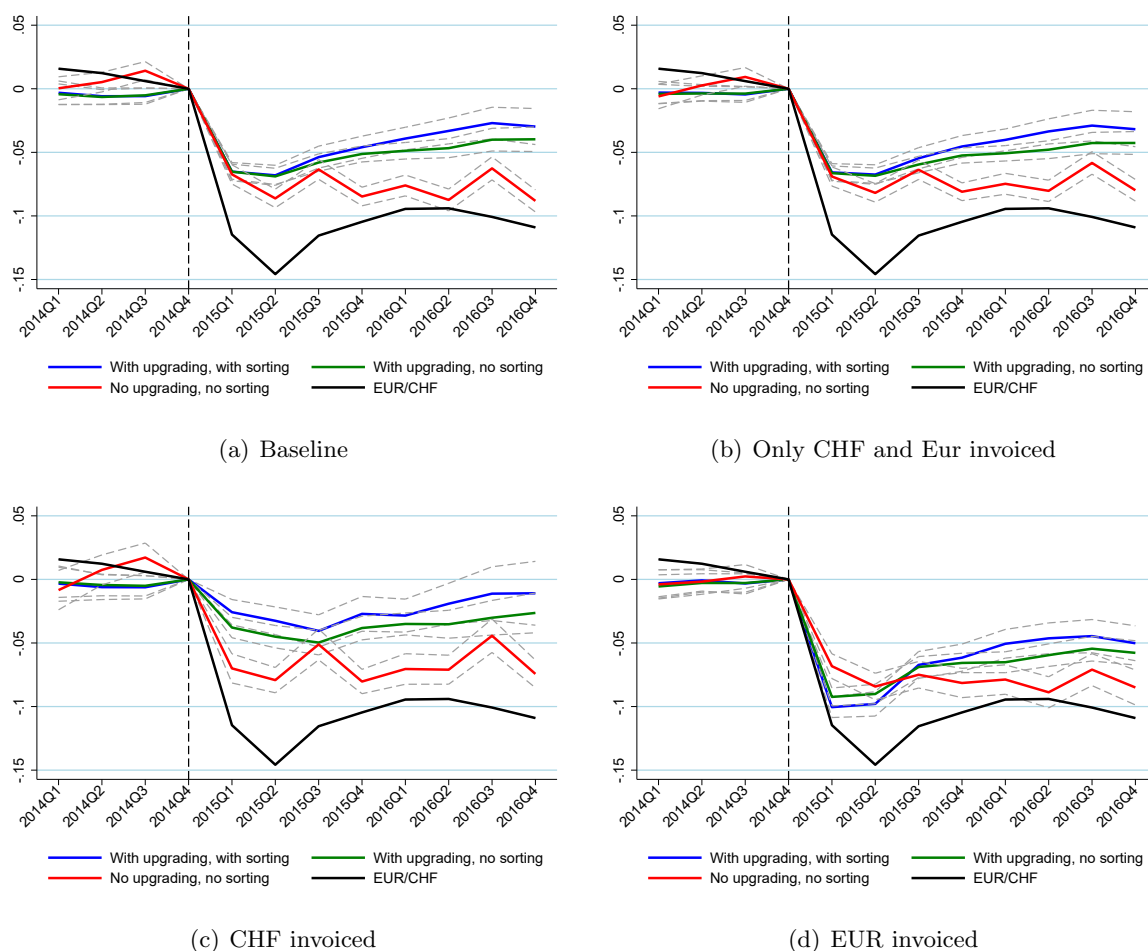 .05
0
-.05
-.1
-.15
2014Q1 2014Q2 2014Q3 2014Q4 2015Q1 2015Q2 2015Q3 2015Q4 2016Q1 2016Q2 2016Q3 2016Q4
With upgrading, with sorting With upgrading, no sorting
No upgrading, no sorting EUR/CHF
(a) Baseline
.05
0
-.05
-.1
-.15
2014Q1 2014Q2 2014Q3 2014Q4 2015Q1 2015Q2 2015Q3 2015Q4 2016Q1 2016Q2 2016Q3 2016Q4
With upgrading, with sorting With upgrading, no sorting
No upgrading, no sorting EUR/CHF
(b) Only CHF and Eur invoiced
.05
0
-.05
-.1
-.15
2014Q1 2014Q2 2014Q3 2014Q4 2015Q1 2015Q2 2015Q3 2015Q4 2016Q1 2016Q2 2016Q3 2016Q4
With upgrading, with sorting With upgrading, no sorting
No upgrading, no sorting EUR/CHF
(c) CHF invoiced
.05
0
-.05
-.1
-.15
2014Q1 2014Q2 2014Q3 2014Q4 2015Q1 2015Q2 2015Q3 2015Q4 2016Q1 2016Q2 2016Q3 2016Q4
With upgrading, with sorting With upgrading, no sorting
No upgrading, no sorting EUR/CHF
(d) EUR invoiced